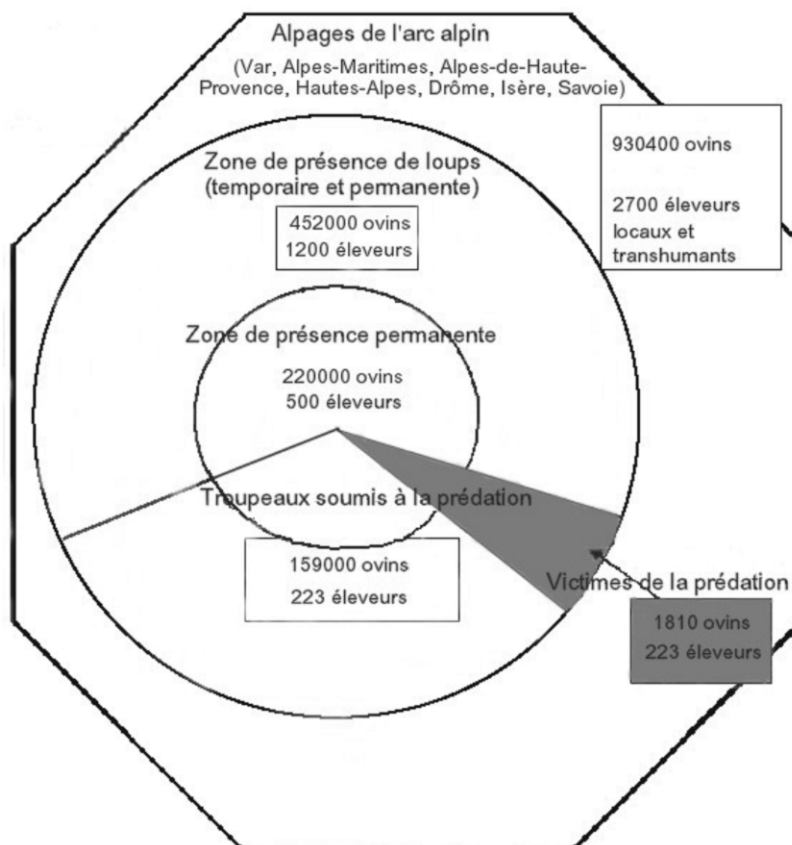 Alpages de l'arc alpin
(Var, Alpes-Maritimes, Alpes-de-Haute-
Provence, Hautes-Alpes, Drôme, Isère, Savoie)
930400 ovins
2700 éleveurs
locaux et
transhumants
Zone de présence de loups
(temporaire et permanente)
452000 ovins
1200 éleveurs
Zone de présence permanente
220000 ovins
500 éleveurs
Troupeaux soumis à la prédation
159000 ovins
223 éleveurs
Victimes de la prédation
1810 ovins
223 éleveurs